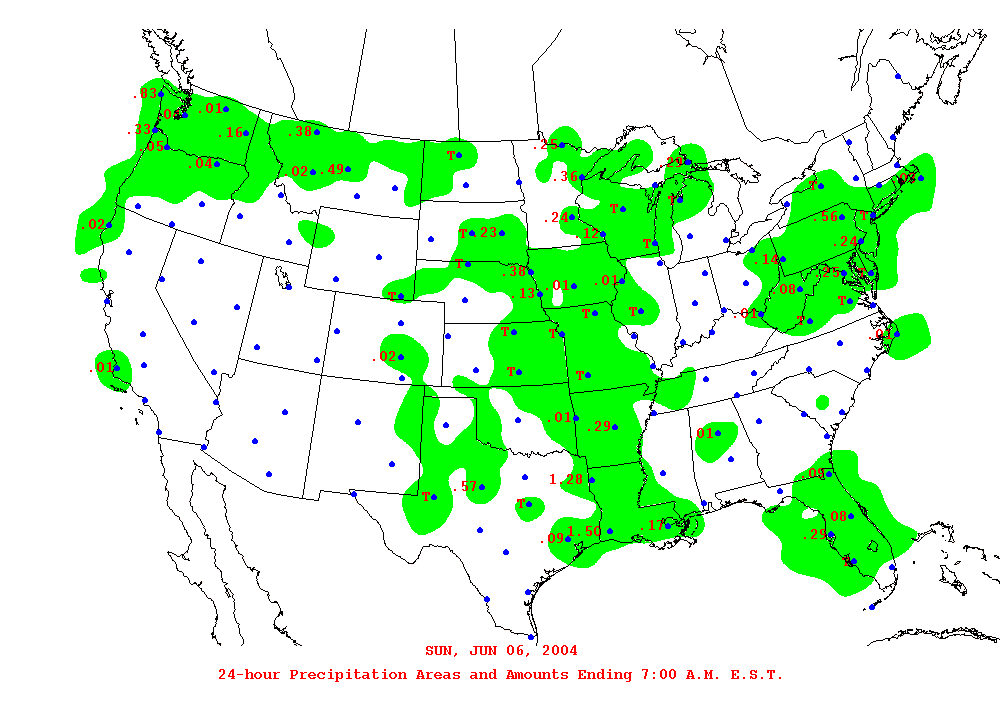 .83
.01
.33
.16
.38
.05
.25
T
.04
.02 .49
.29
.36
T
T
.02
.24
T
.56
T
T .23
.12
T
.24
.14
T
.38
.01
.01
.25
T
.08
T
.13
T
T
T
.01
T
T
T
.02
.01
T
T
.01
.29
.01
.09
1.28
.57
T
T
.08
.17
1.50
.09
.29
SUN, JUN 06, 2004
24-hour Precipitation Areas and Amounts Ending 7:00 A.M. E.S.T.